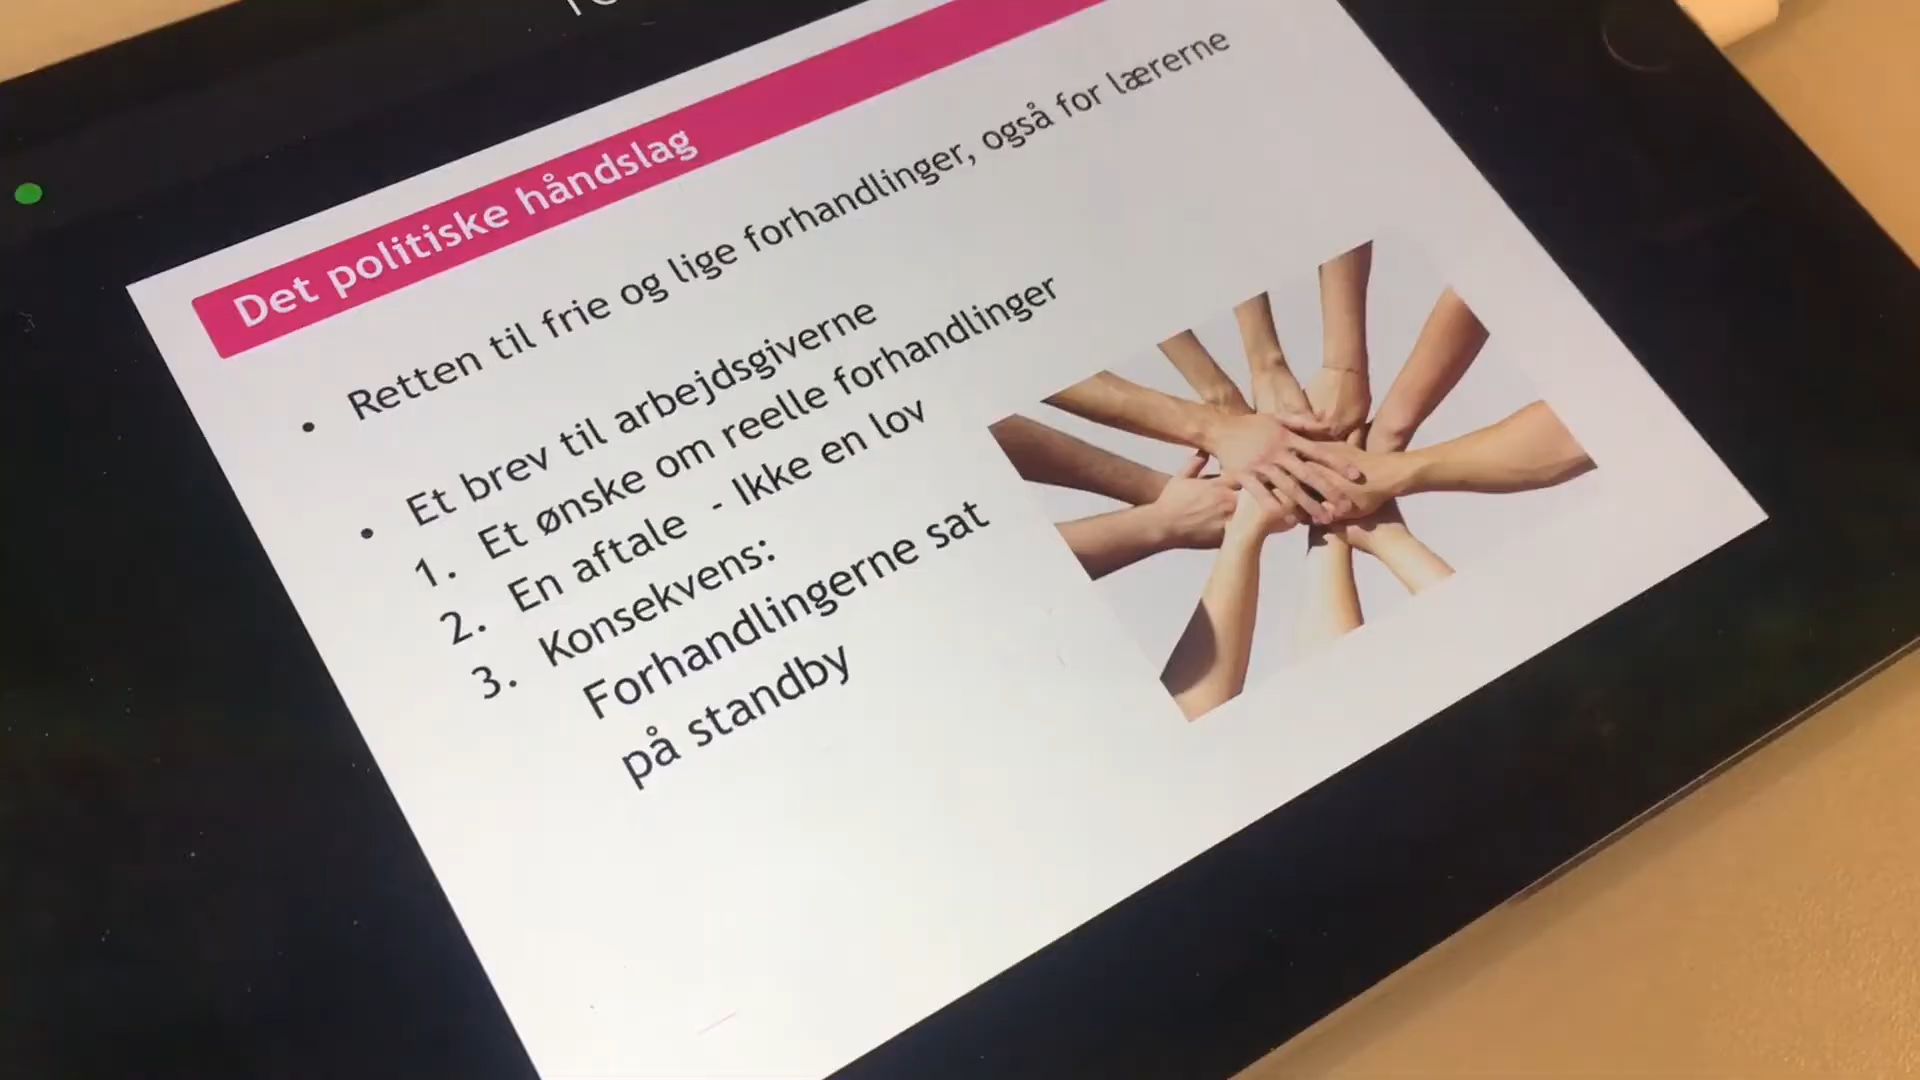 Det politiske håndslag
• Retten til frie og lige forhandlinger, også for lærerne
• Et brev til arbejdsgiverne
1. Et ønske om reelle forhandlinger
2. En aftale - Ikke en lov
3. Konsekvens:
Forhandlingerne sat
på standby